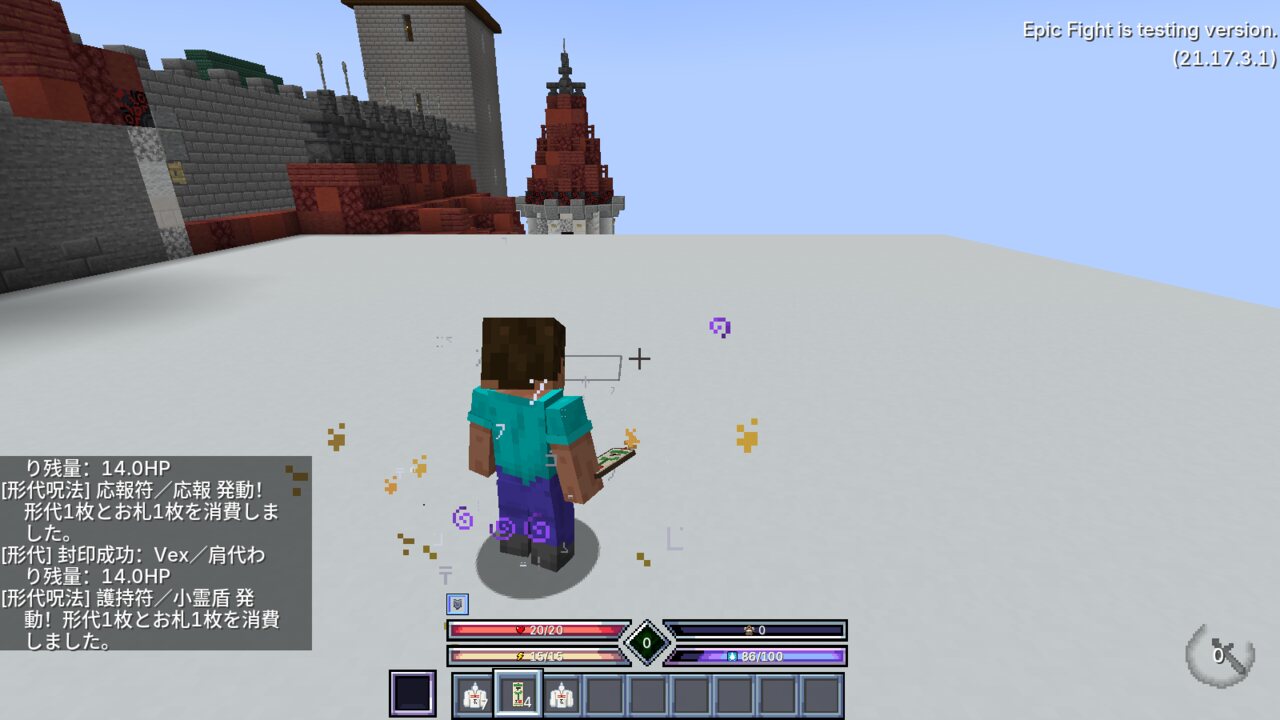 Epic Fight is testing version.
(21.17.3.1)
り残量: 14.0HP
[形代呪法] 応報符／応報 発動!
形代1枚とお札1枚を消費しま
した。
[形代] 封印成功: Vex／肩代わ
り残量: 14.0HP
[形代呪法] 護持符／小霊盾 発
動! 形代1枚とお札1枚を消費
しました。
20/20
0
0
15/15
86/100
7
4
0